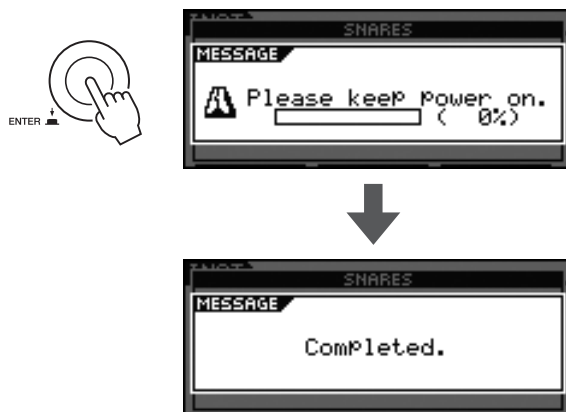 SNARES
MESSAGE
Please keep power on.
( 0%)
ENTER
SNARES
MESSAGE
Completed.